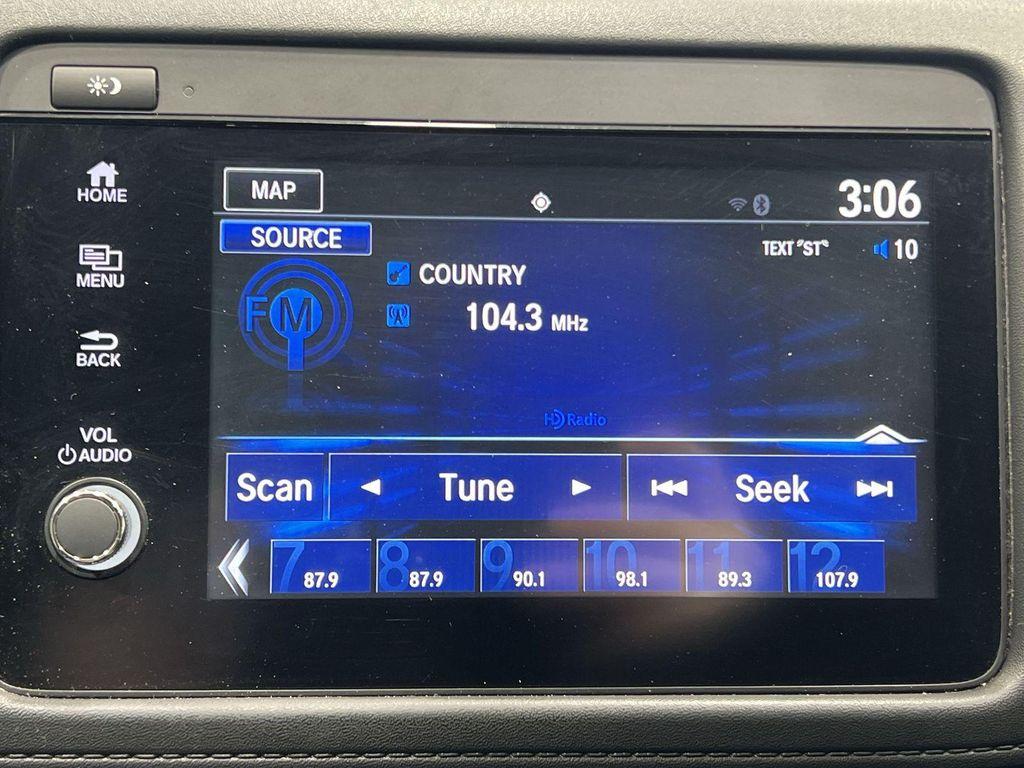 HOME
MENU
BACK
VOL
AUDIO
MAP
3:06
SOURCE
TEXT "ST"
10
FM
COUNTRY
104.3 MHz
HD Radio
Scan Tune Seek
7 87.9
8 87.9
9 90.1
10 98.1
11 89.3
12 107.9